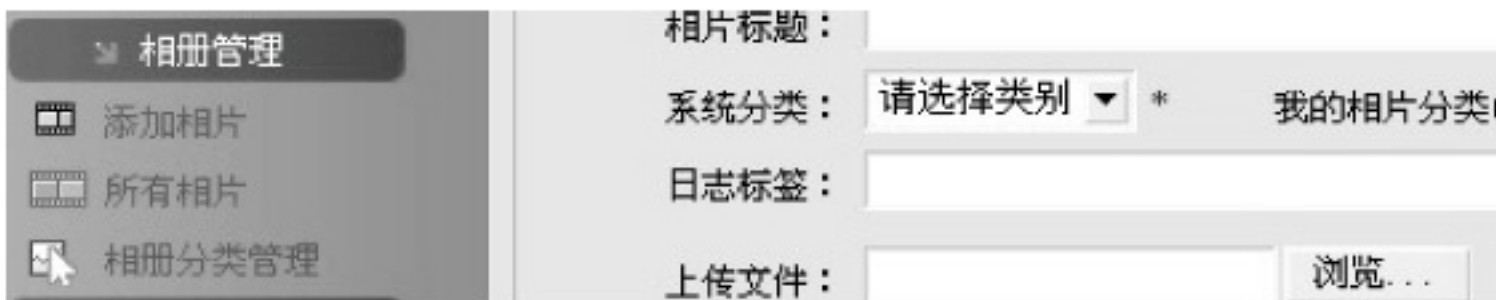 相册管理
添加相片
所有相片
相册分类管理
相片标题：
系统分类： 请选择类别 * 我的相片分类
日志标签：
上传文件： 浏览...